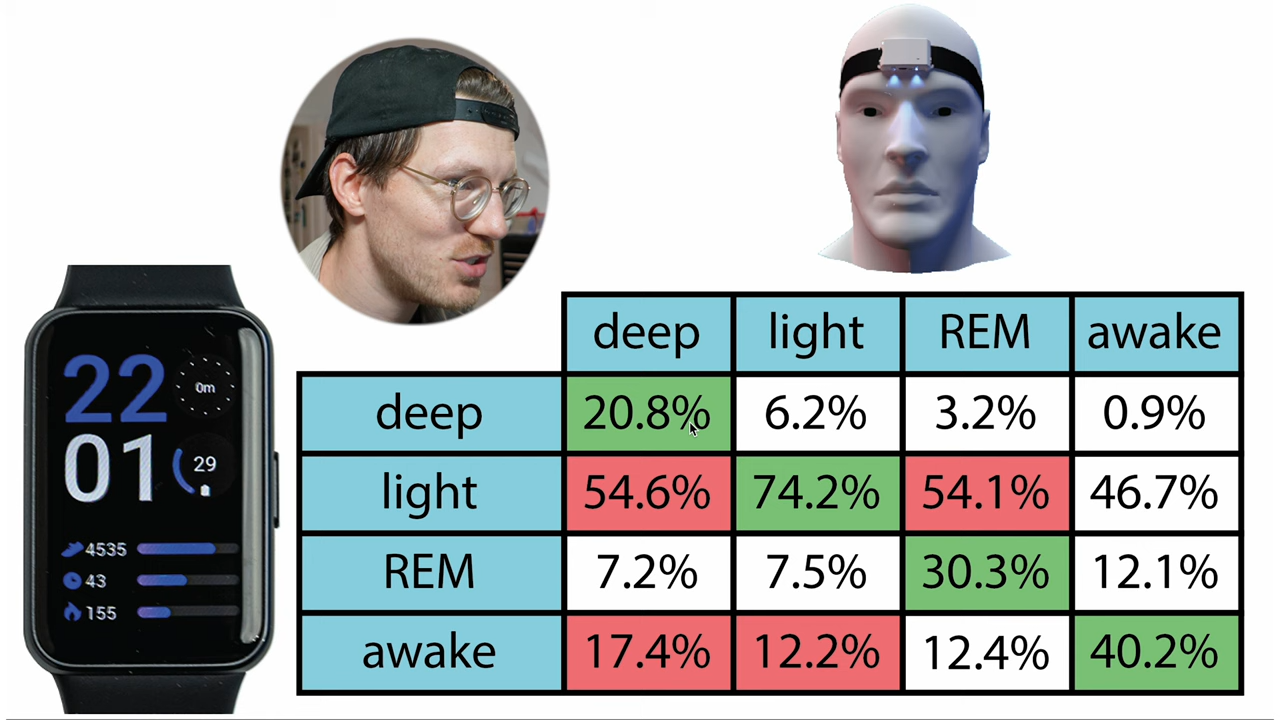 deep light REM awake
deep 20.8% 6.2% 3.2% 0.9%
light 54.6% 74.2% 54.1% 46.7%
REM 7.2% 7.5% 30.3% 12.1%
awake 17.4% 12.2% 12.4% 40.2%
22
0m
01
29
4535
43
155